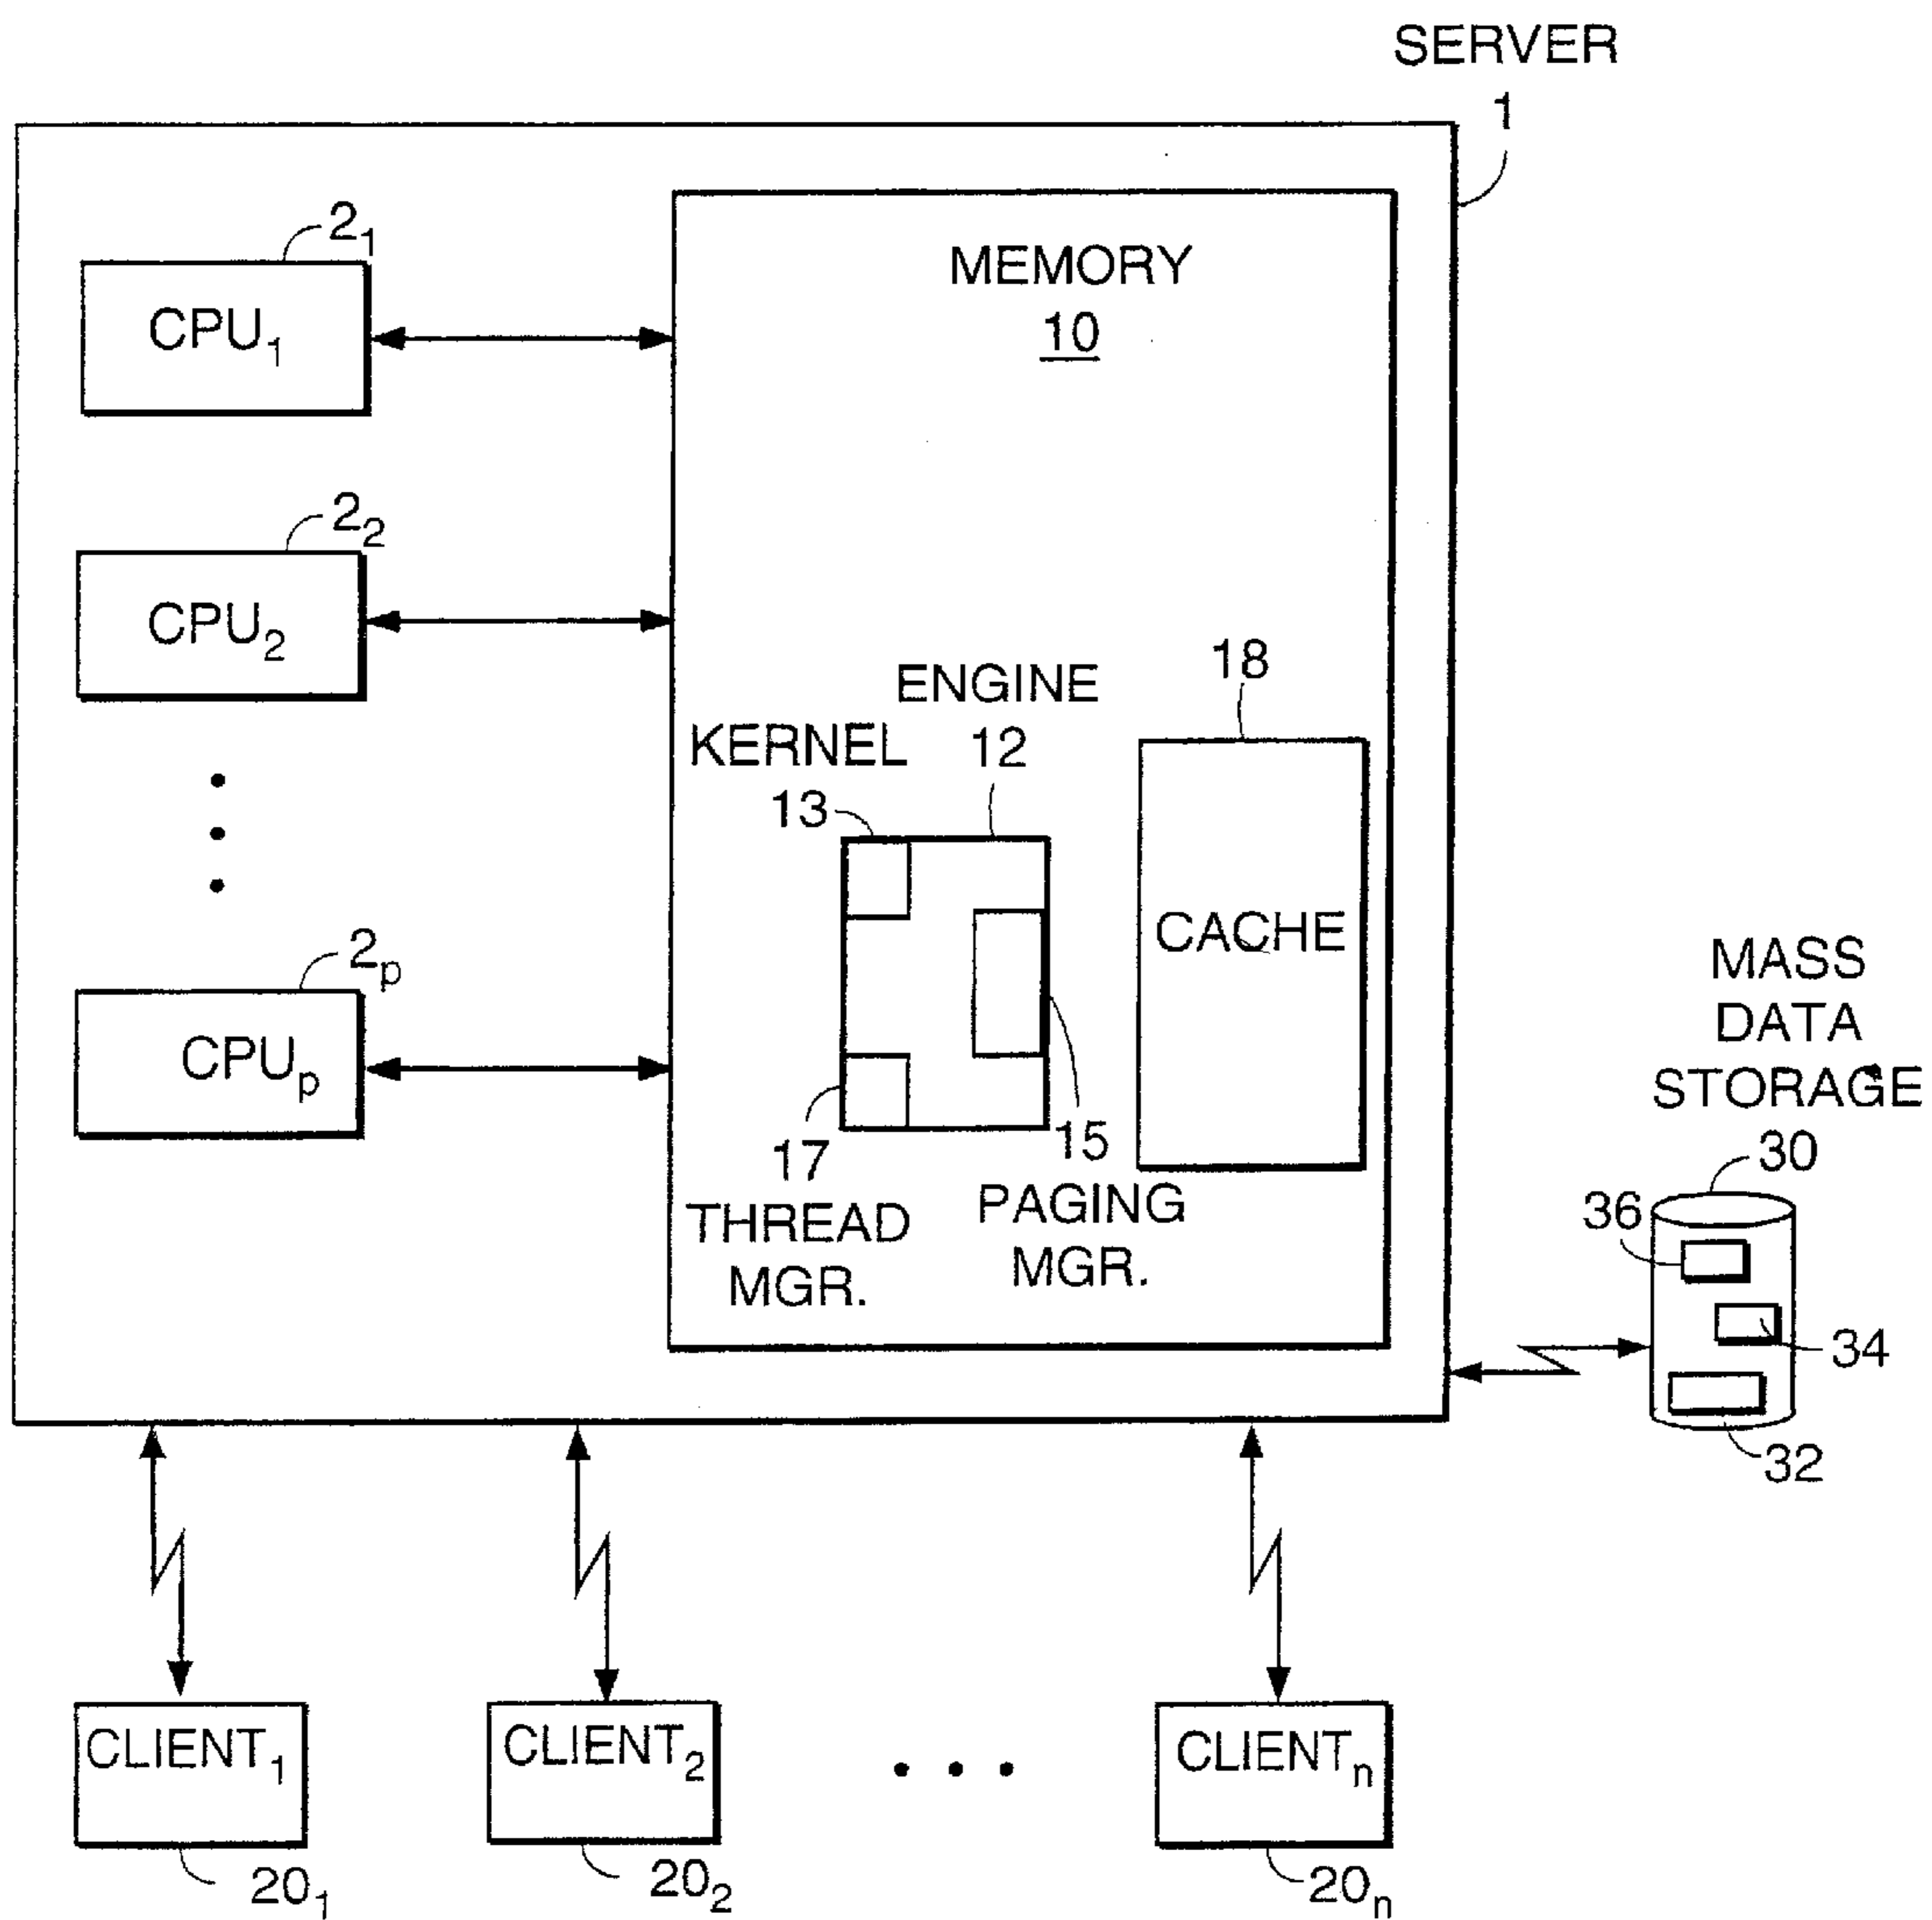 SERVER
1
2₁
CPU₁
MEMORY
10
2₂
CPU₂
ENGINE
12
18
KERNEL
13
CACHE
2ₚ
CPUₚ
17
THREAD
MGR.
15
PAGING
MGR.
MASS
DATA
STORAGE
30
36
34
32
CLIENT₁
CLIENT₂
CLIENTₙ
20₁
20₂
20ₙ